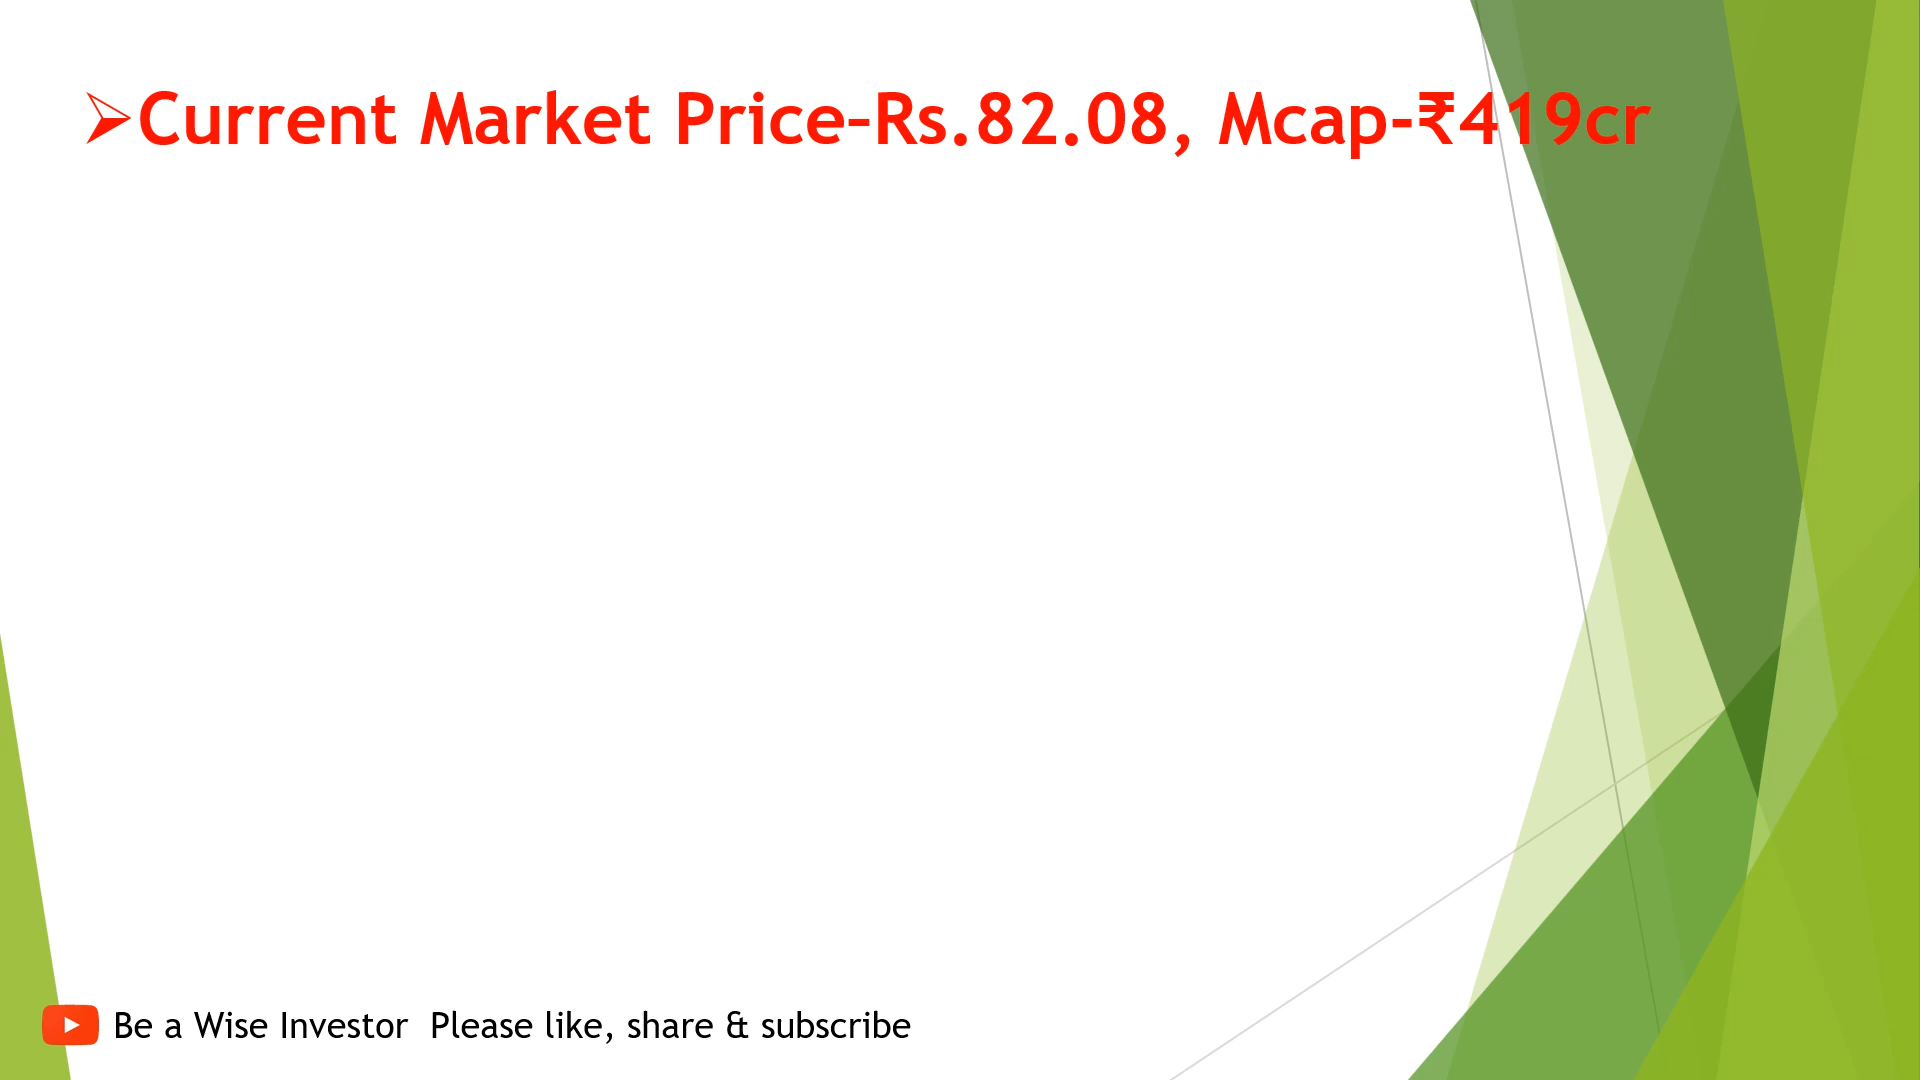 ➢Current Market Price–Rs.82.08, Mcap-₹419cr
Be a Wise Investor  Please like, share & subscribe